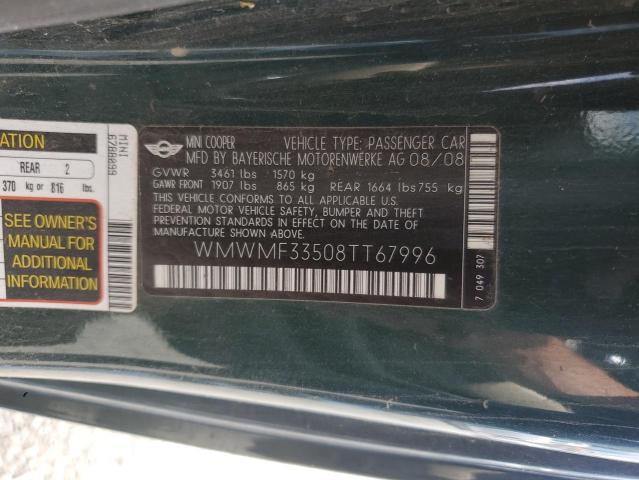 ATION
REAR 2
370 kg or 816 lbs.
SEE OWNER'S
MANUAL FOR
ADDITIONAL
INFORMATION
MINI
6798099
MINI COOPER VEHICLE TYPE: PASSENGER CAR
MFD BY BAYERISCHE MOTORENWERKE AG 08/08
GVWR 3461 lbs 1570 kg
GAWR FRONT 1907 lbs 865 kg REAR 1664 lbs 755 kg
THIS VEHICLE CONFORMS TO ALL APPLICABLE U.S.
FEDERAL MOTOR VEHICLE SAFETY, BUMPER AND THEFT
PREVENTION STANDARDS IN EFFECT ON THE DATE OF
MANUFACTURE SHOWN ABOVE.
WMWMF33508TT67996
7 049 307